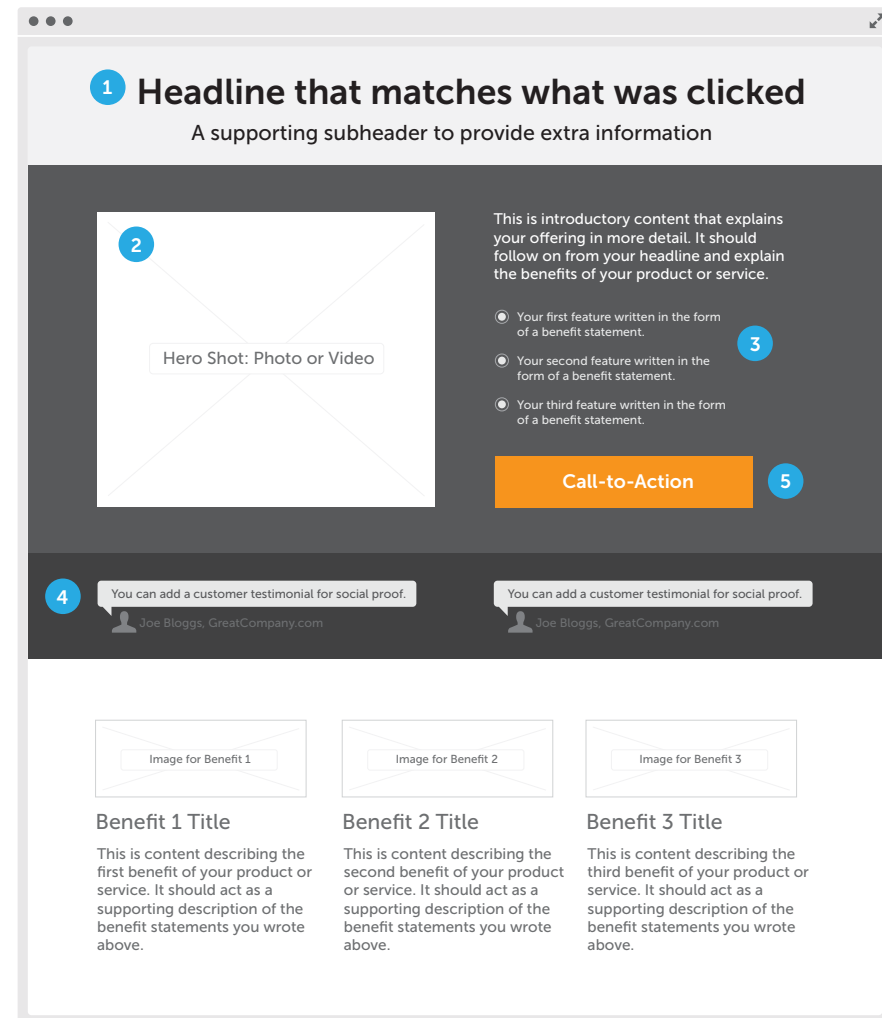 1 Headline that matches what was clicked
A supporting subheader to provide extra information
2
Hero Shot: Photo or Video
This is introductory content that explains
your offering in more detail. It should
follow on from your headline and explain
the benefits of your product or service.
Your first feature written in the form
of a benefit statement.
3
Your second feature written in the
form of a benefit statement.
Your third feature written in the form
of a benefit statement.
Call-to-Action
5
4
You can add a customer testimonial for social proof.
Joe Bloggs, GreatCompany.com
You can add a customer testimonial for social proof.
Joe Bloggs, GreatCompany.com
Image for Benefit 1
Benefit 1 Title
This is content describing the
first benefit of your product or
service. It should act as a
supporting description of the
benefit statements you wrote
above.
Image for Benefit 2
Benefit 2 Title
This is content describing the
second benefit of your product
or service. It should act as a
supporting description of the
benefit statements you wrote
above.
Image for Benefit 3
Benefit 3 Title
This is content describing the
third benefit of your product or
service. It should act as a
supporting description of the
benefit statements you wrote
above.